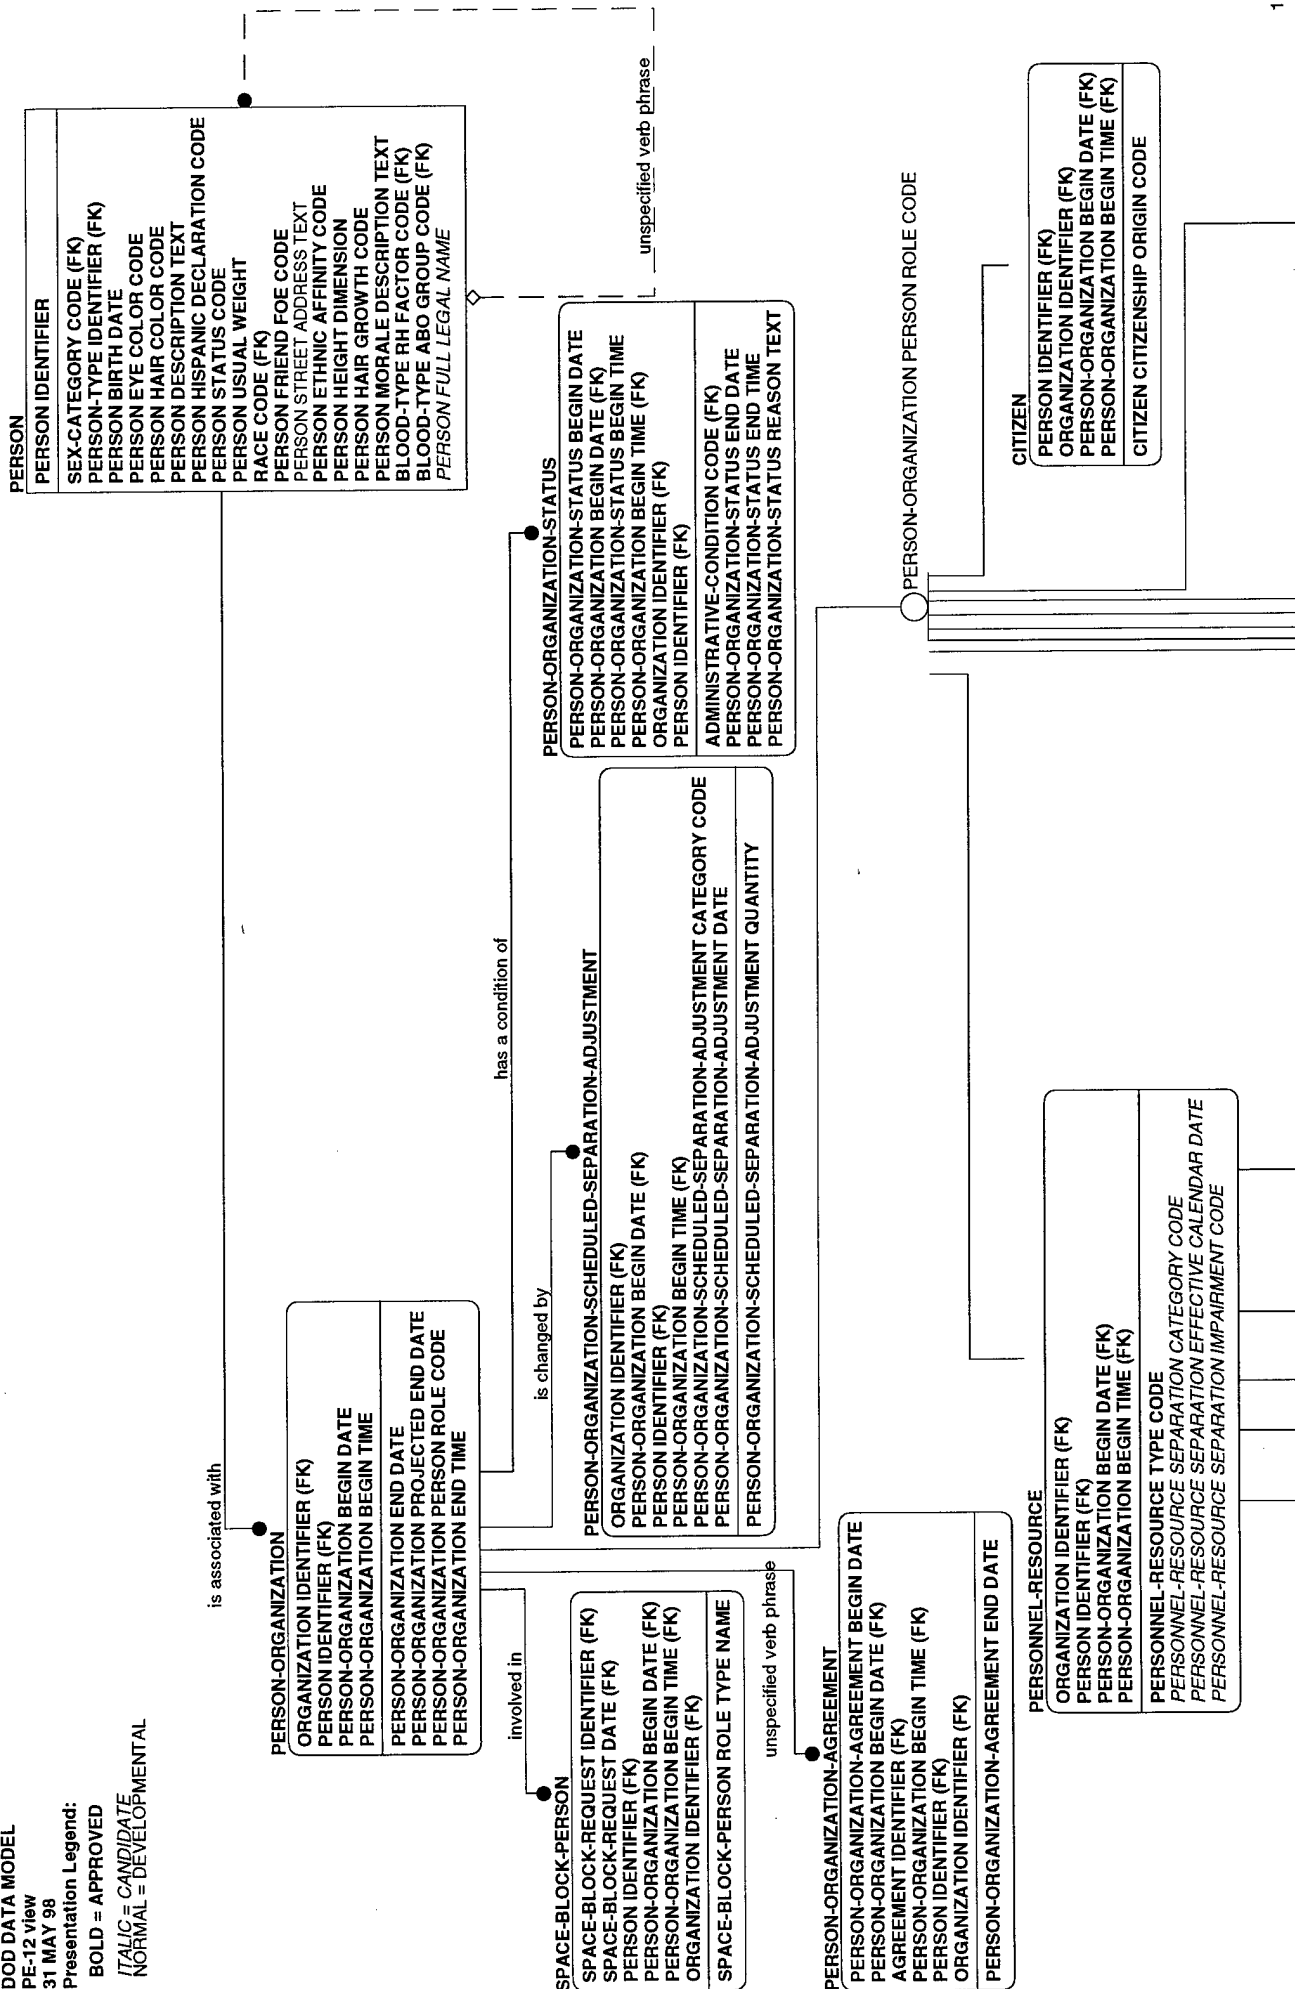 DOD DATA MODEL
PE-12 view
31 MAY 98
Presentation Legend:
BOLD = APPROVED
ITALIC = CANDIDATE
NORMAL = DEVELOPMENTAL
is associated with
PERSON
PERSON IDENTIFIER
SEX-CATEGORY CODE (FK)
PERSON-TYPE IDENTIFIER (FK)
PERSON BIRTH DATE
PERSON EYE COLOR CODE
PERSON HAIR COLOR CODE
PERSON DESCRIPTION TEXT
PERSON HISPANIC DECLARATION CODE
PERSON STATUS CODE
PERSON USUAL WEIGHT
RACE CODE (FK)
PERSON FRIEND FOE CODE
PERSON STREET ADDRESS TEXT
PERSON ETHNIC AFFINITY CODE
PERSON HEIGHT DIMENSION
PERSON HAIR GROWTH CODE
PERSON MORALE DESCRIPTION TEXT
BLOOD-TYPE RH FACTOR CODE (FK)
BLOOD-TYPE ABO GROUP CODE (FK)
PERSON FULL LEGAL NAME
unspecified verb phrase
PERSON-ORGANIZATION
ORGANIZATION IDENTIFIER (FK)
PERSON IDENTIFIER (FK)
PERSON-ORGANIZATION BEGIN DATE
PERSON-ORGANIZATION BEGIN TIME
PERSON-ORGANIZATION END DATE
PERSON-ORGANIZATION PROJECTED END DATE
PERSON-ORGANIZATION PERSON ROLE CODE
PERSON-ORGANIZATION END TIME
involved in
is changed by
has a condition of
SPACE-BLOCK-PERSON
SPACE-BLOCK-REQUEST IDENTIFIER (FK)
SPACE-BLOCK-REQUEST DATE (FK)
PERSON IDENTIFIER (FK)
PERSON-ORGANIZATION BEGIN DATE (FK)
PERSON-ORGANIZATION BEGIN TIME (FK)
ORGANIZATION IDENTIFIER (FK)
SPACE-BLOCK-PERSON ROLE TYPE NAME
PERSON-ORGANIZATION-SCHEDULED-SEPARATION-ADJUSTMENT
ORGANIZATION IDENTIFIER (FK)
PERSON-ORGANIZATION BEGIN DATE (FK)
PERSON IDENTIFIER (FK)
PERSON-ORGANIZATION BEGIN TIME (FK)
PERSON-ORGANIZATION-SCHEDULED-SEPARATION-ADJUSTMENT CATEGORY CODE
PERSON-ORGANIZATION-SCHEDULED-SEPARATION-ADJUSTMENT DATE
PERSON-ORGANIZATION-SCHEDULED-SEPARATION-ADJUSTMENT QUANTITY
PERSON-ORGANIZATION-STATUS
PERSON-ORGANIZATION-STATUS BEGIN DATE
PERSON-ORGANIZATION BEGIN DATE (FK)
PERSON-ORGANIZATION-STATUS BEGIN TIME
PERSON-ORGANIZATION BEGIN TIME (FK)
ORGANIZATION IDENTIFIER (FK)
PERSON IDENTIFIER (FK)
ADMINISTRATIVE-CONDITION CODE (FK)
PERSON-ORGANIZATION-STATUS END DATE
PERSON-ORGANIZATION-STATUS END TIME
PERSON-ORGANIZATION-STATUS REASON TEXT
unspecified verb phrase
PERSON-ORGANIZATION-AGREEMENT
PERSON-ORGANIZATION-AGREEMENT BEGIN DATE
PERSON-ORGANIZATION BEGIN DATE (FK)
AGREEMENT IDENTIFIER (FK)
PERSON-ORGANIZATION BEGIN TIME (FK)
PERSON IDENTIFIER (FK)
ORGANIZATION IDENTIFIER (FK)
PERSON-ORGANIZATION-AGREEMENT END DATE
PERSON-ORGANIZATION PERSON ROLE CODE
PERSONNEL-RESOURCE
ORGANIZATION IDENTIFIER (FK)
PERSON IDENTIFIER (FK)
PERSON-ORGANIZATION BEGIN DATE (FK)
PERSON-ORGANIZATION BEGIN TIME (FK)
PERSONNEL-RESOURCE TYPE CODE
PERSONNEL-RESOURCE SEPARATION CATEGORY CODE
PERSONNEL-RESOURCE SEPARATION EFFECTIVE CALENDAR DATE
PERSONNEL-RESOURCE SEPARATION IMPAIRMENT CODE
CITIZEN
PERSON IDENTIFIER (FK)
ORGANIZATION IDENTIFIER (FK)
PERSON-ORGANIZATION BEGIN DATE (FK)
PERSON-ORGANIZATION BEGIN TIME (FK)
CITIZEN CITIZENSHIP ORIGIN CODE
1